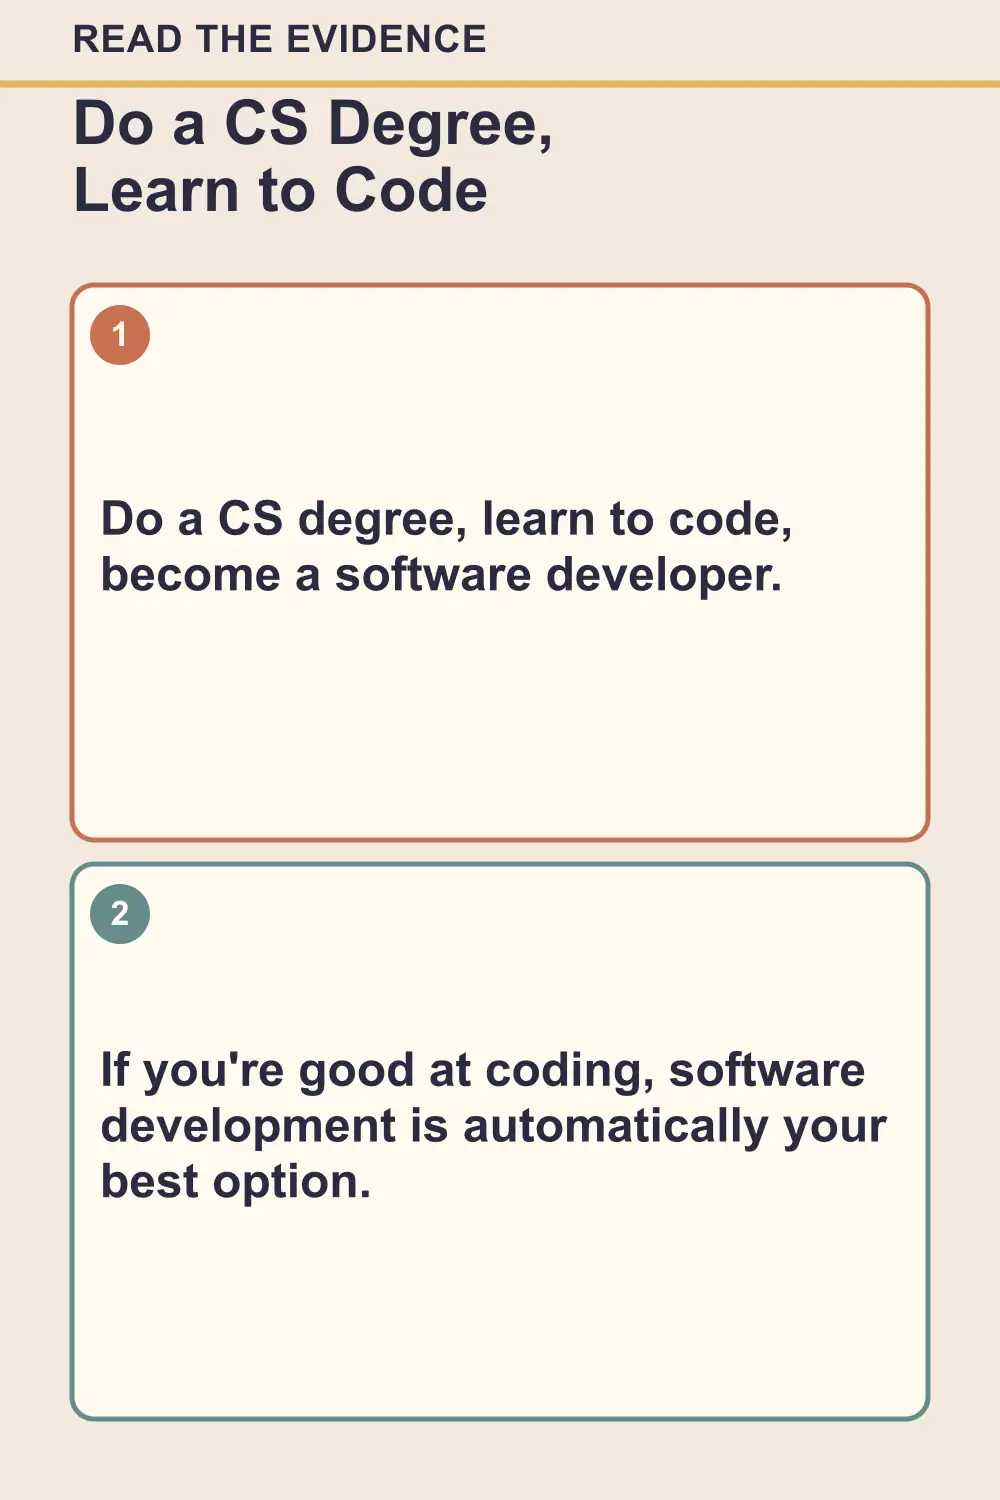 READ THE EVIDENCE
Do a CS Degree,
Learn to Code
1
Do a CS degree, learn to code,
become a software developer.
2
If you're good at coding, software
development is automatically your
best option.